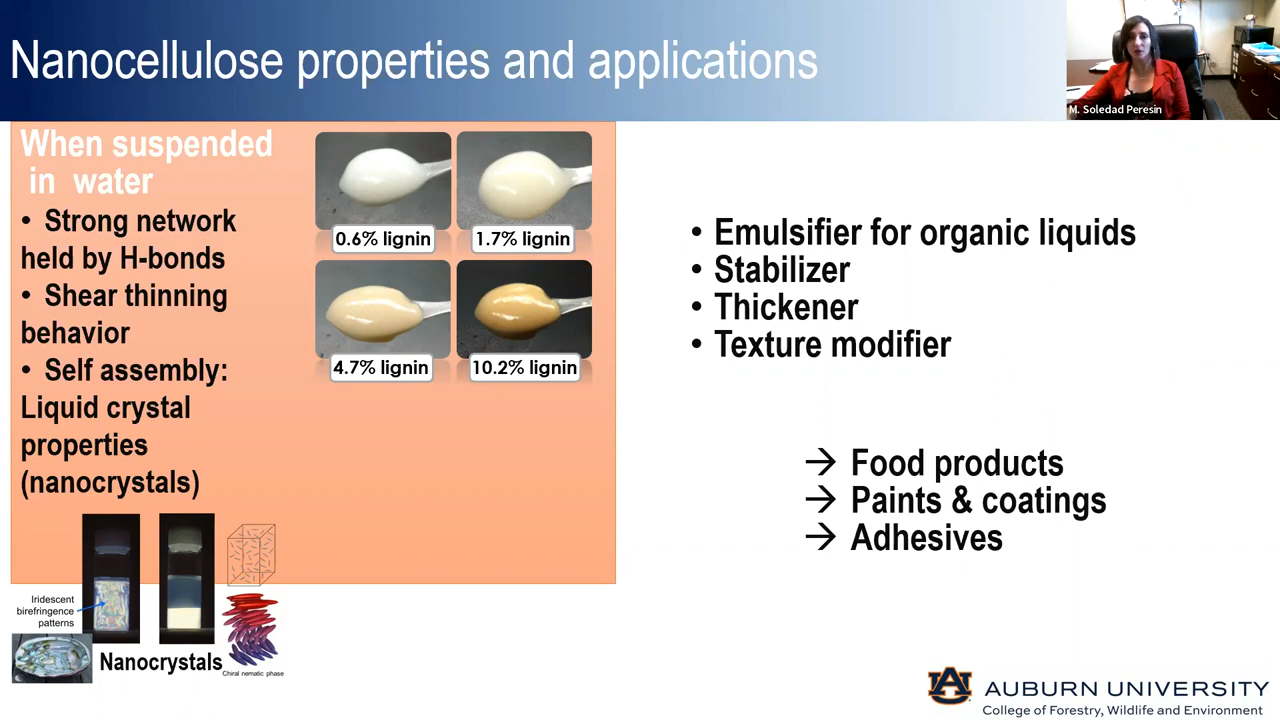 Nanocellulose properties and applications
M. Soledad Peresin
When suspended
in water
• Strong network
held by H-bonds
• Shear thinning
behavior
• Self assembly:
Liquid crystal
properties
(nanocrystals)
0.6% lignin
1.7% lignin
4.7% lignin
10.2% lignin
Iridescent
birefringence
patterns
Nanocrystals
Chiral nematic phase
• Emulsifier for organic liquids
• Stabilizer
• Thickener
• Texture modifier
→ Food products
→ Paints & coatings
→ Adhesives
AU
AUBURN UNIVERSITY
College of Forestry, Wildlife and Environment